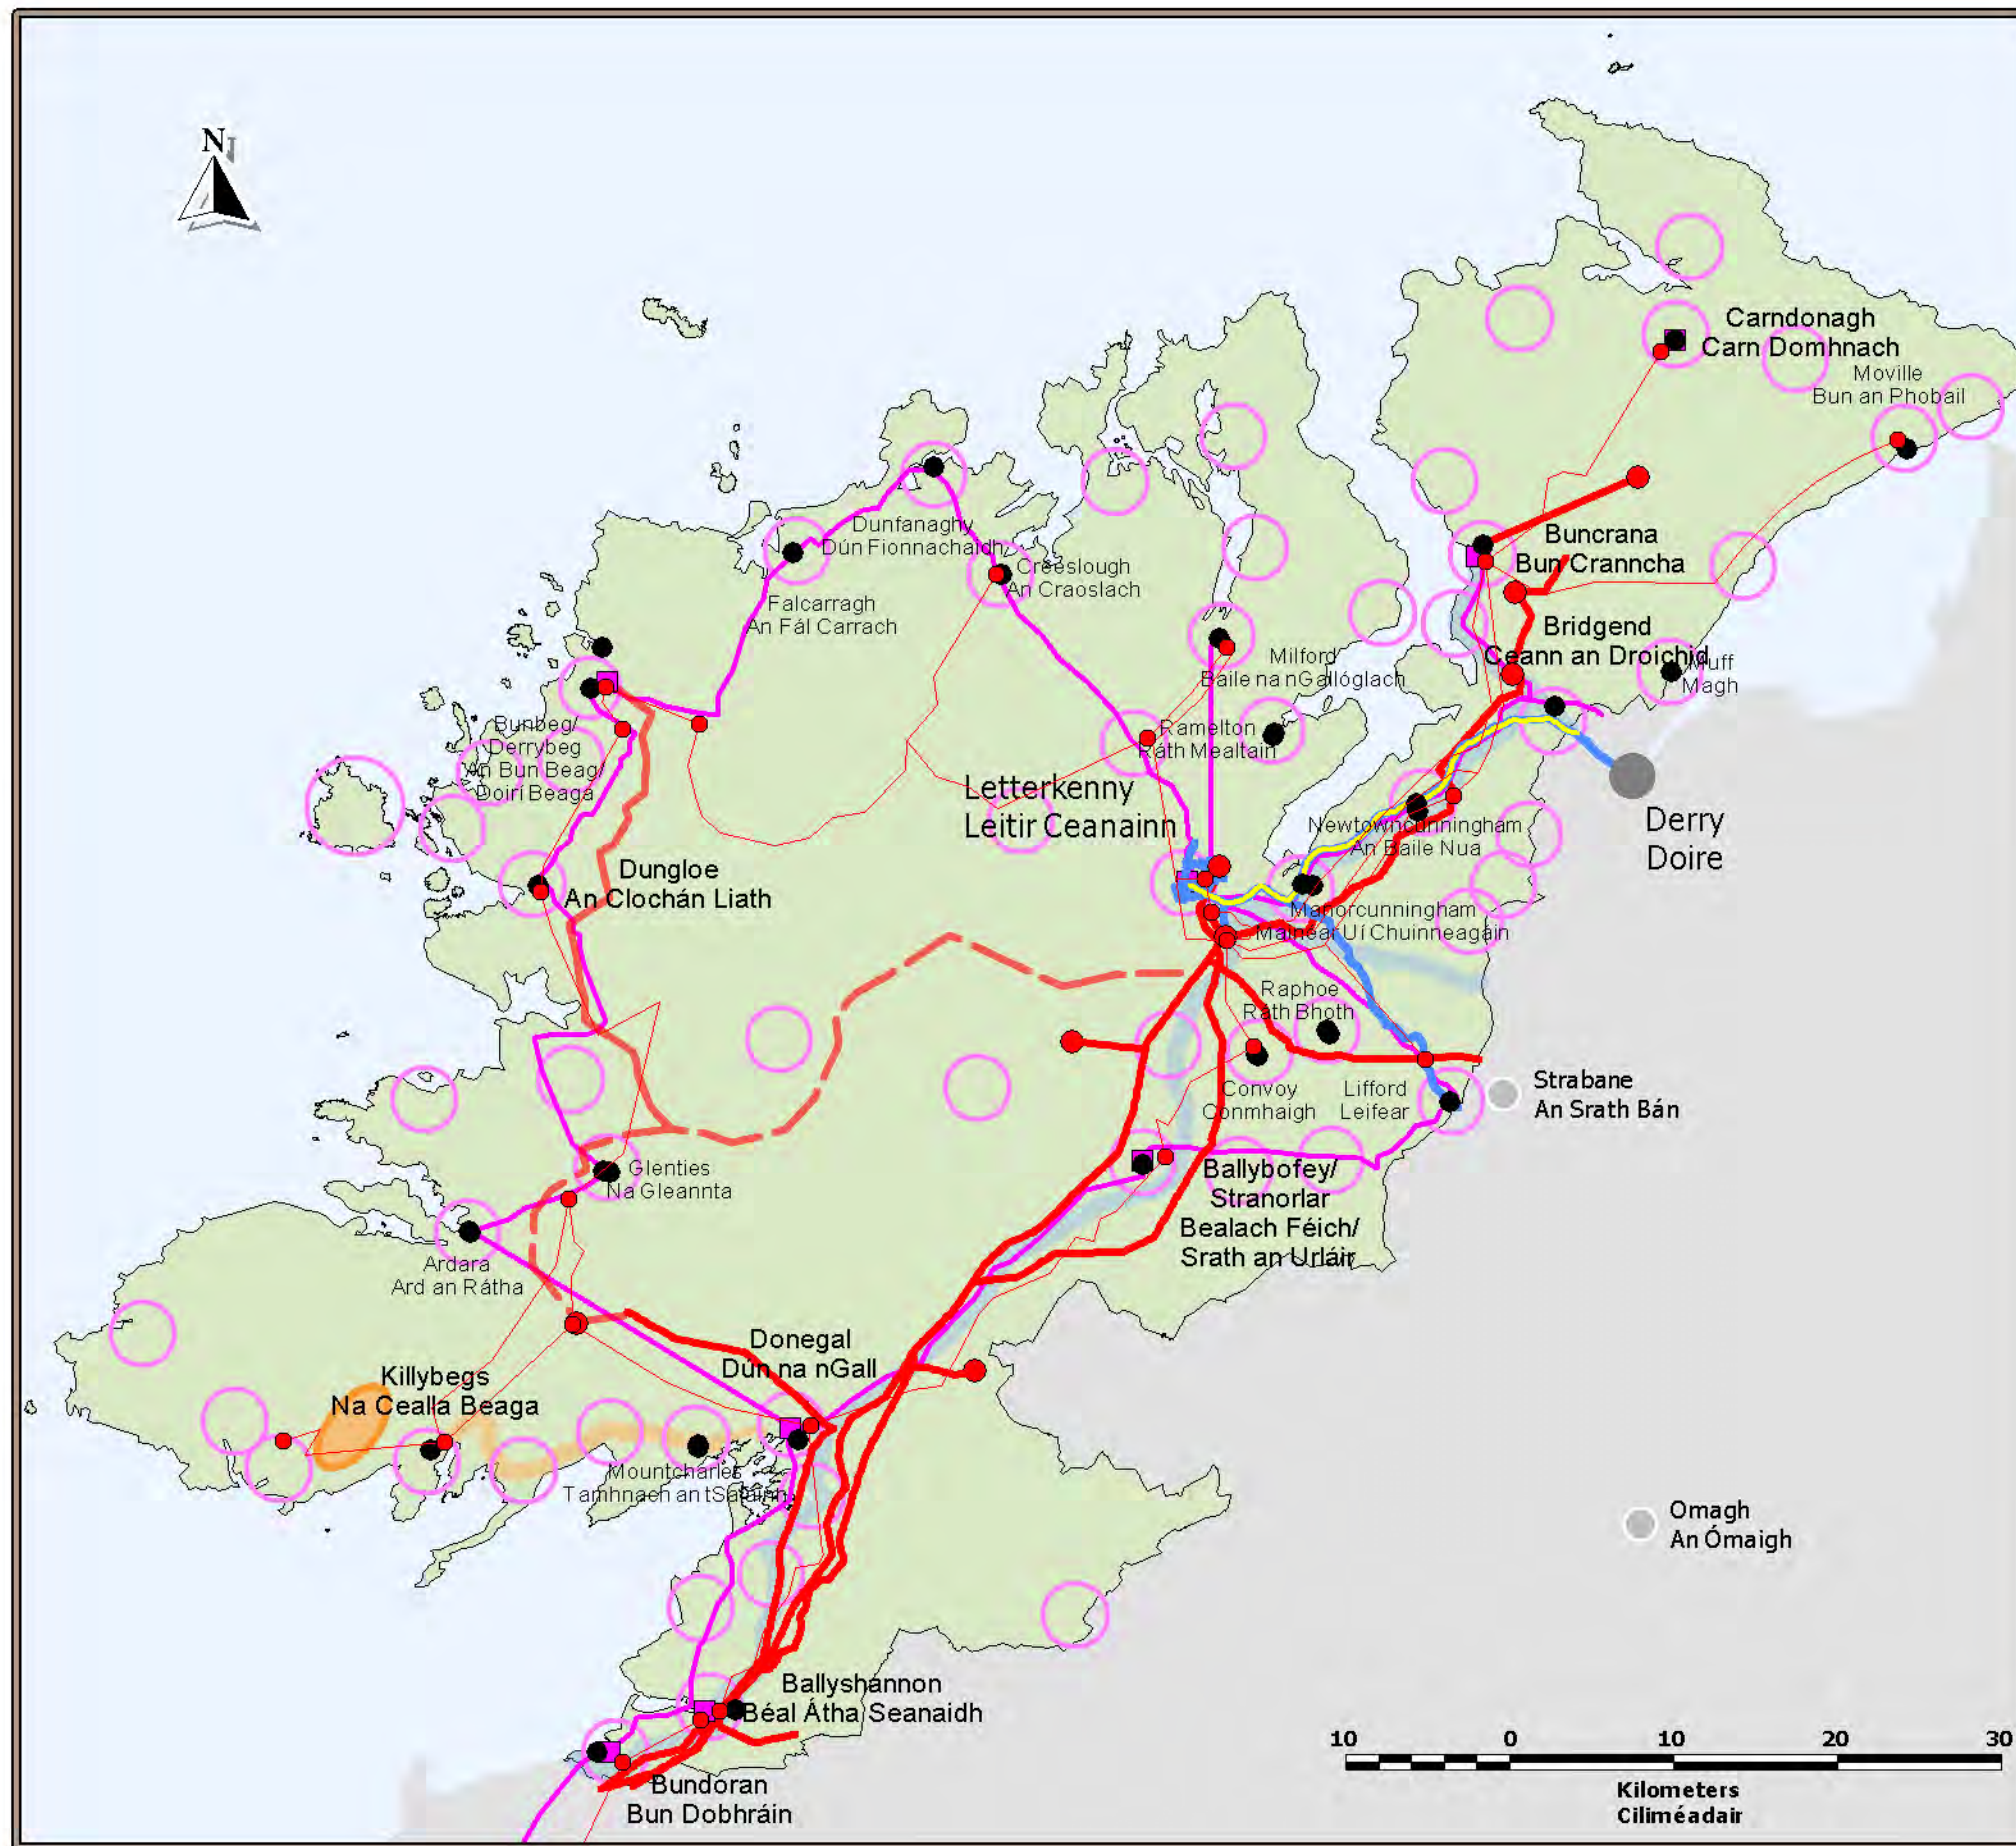 N
Carndonagh
Carn Domhnach
Moville
Bun an Phobail
Dunfanaghy
Dún Fionnachaidh
Creeslough
An Craoslach
Falcarragh
An Fál Carrach
Buncrana
Bun Cranncha
Bridgend
Ceann an Droichid
Muff
Magh
Milford
Baile na nGallóglach
Ramelton
Ráth Mealtain
Bunbeg/
Derrybeg
An Bun Beag/
Doirí Beaga
Letterkenny
Leitir Ceanainn
Newtowncunningham
An Baile Nua
Derry
Doire
Dungloe
An Clochán Liath
Manorcunningham
Mainéar Uí Chuinneagáin
Raphoe
Ráth Bhoth
Convoy
Conmhaigh
Lifford
Leifear
Strabane
An Srath Bán
Glenties
Na Gleannta
Ballybofey/
Stranorlar
Bealach Féich/
Srath an Urláir
Ardara
Ard an Rátha
Donegal
Dún na nGall
Killybegs
Na Cealla Beaga
Mountcharles
Tamhnach an tSalainn
Omagh
An Ómaigh
Ballyshannon
Béal Átha Seanaidh
Bundoran
Bun Dobhráin
10 0 10 20 30
Kilometers
Ciliméadair